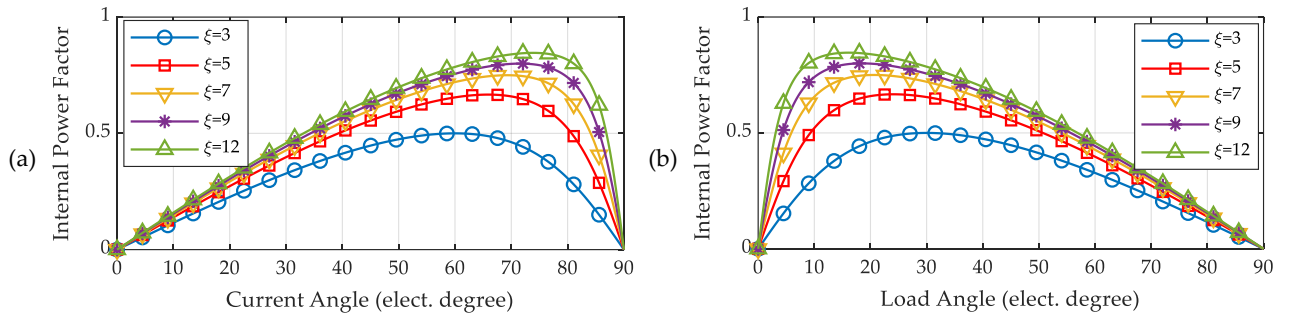 (a)
Internal Power Factor
1
0.5
0
ξ=3
ξ=5
ξ=7
ξ=9
ξ=12
0 10 20 30 40 50 60 70 80 90
Current Angle (elect. degree)
(b)
Internal Power Factor
1
0.5
0
ξ=3
ξ=5
ξ=7
ξ=9
ξ=12
0 10 20 30 40 50 60 70 80 90
Load Angle (elect. degree)